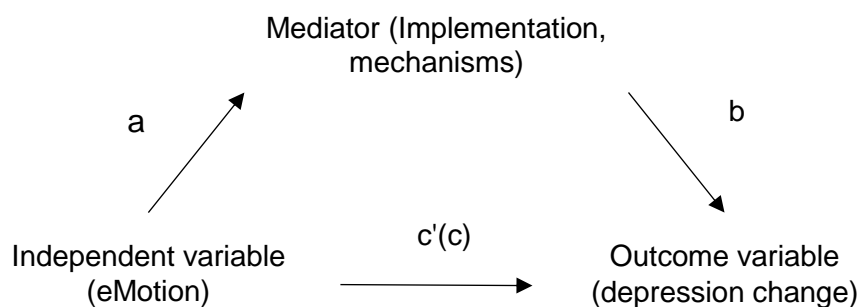 Mediator (Implementation,
mechanisms)
a
b
c'(c)
Independent variable
(eMotion)
Outcome variable
(depression change)